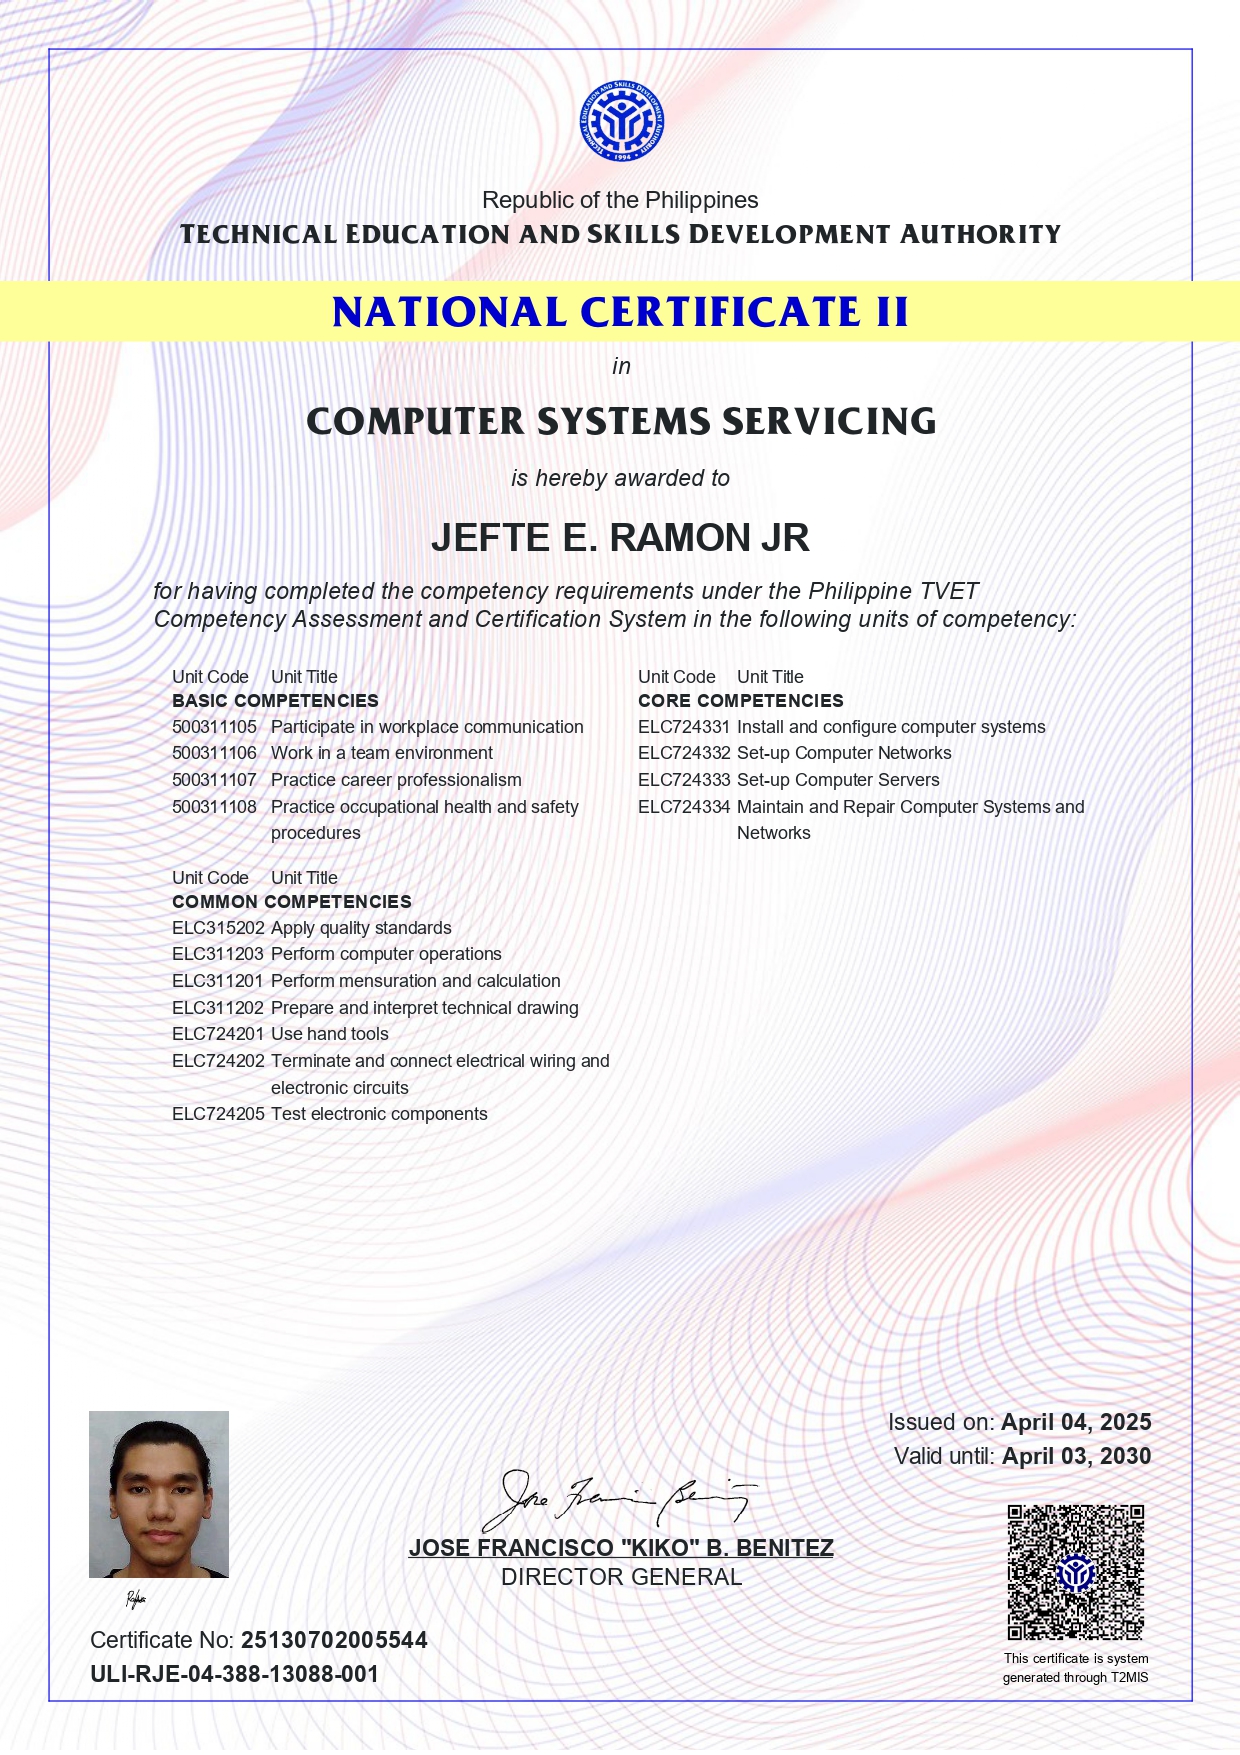 TECHNICAL EDUCATION AND SKILLS DEVELOPMENT AUTHORITY
• 1994 •
Republic of the Philippines
TECHNICAL EDUCATION AND SKILLS DEVELOPMENT AUTHORITY
NATIONAL CERTIFICATE II
in
COMPUTER SYSTEMS SERVICING
is hereby awarded to
JEFTE E. RAMON JR
for having completed the competency requirements under the Philippine TVET
Competency Assessment and Certification System in the following units of competency:
Unit Code Unit Title
BASIC COMPETENCIES
500311105 Participate in workplace communication
500311106 Work in a team environment
500311107 Practice career professionalism
500311108 Practice occupational health and safety
procedures
Unit Code Unit Title
CORE COMPETENCIES
ELC724331 Install and configure computer systems
ELC724332 Set-up Computer Networks
ELC724333 Set-up Computer Servers
ELC724334 Maintain and Repair Computer Systems and
Networks
Unit Code Unit Title
COMMON COMPETENCIES
ELC315202 Apply quality standards
ELC311203 Perform computer operations
ELC311201 Perform mensuration and calculation
ELC311202 Prepare and interpret technical drawing
ELC724201 Use hand tools
ELC724202 Terminate and connect electrical wiring and
electronic circuits
ELC724205 Test electronic components
Issued on: April 04, 2025
Valid until: April 03, 2030
JOSE FRANCISCO "KIKO" B. BENITEZ
DIRECTOR GENERAL
Certificate No: 25130702005544
ULI-RJE-04-388-13088-001
This certificate is system
generated through T2MIS